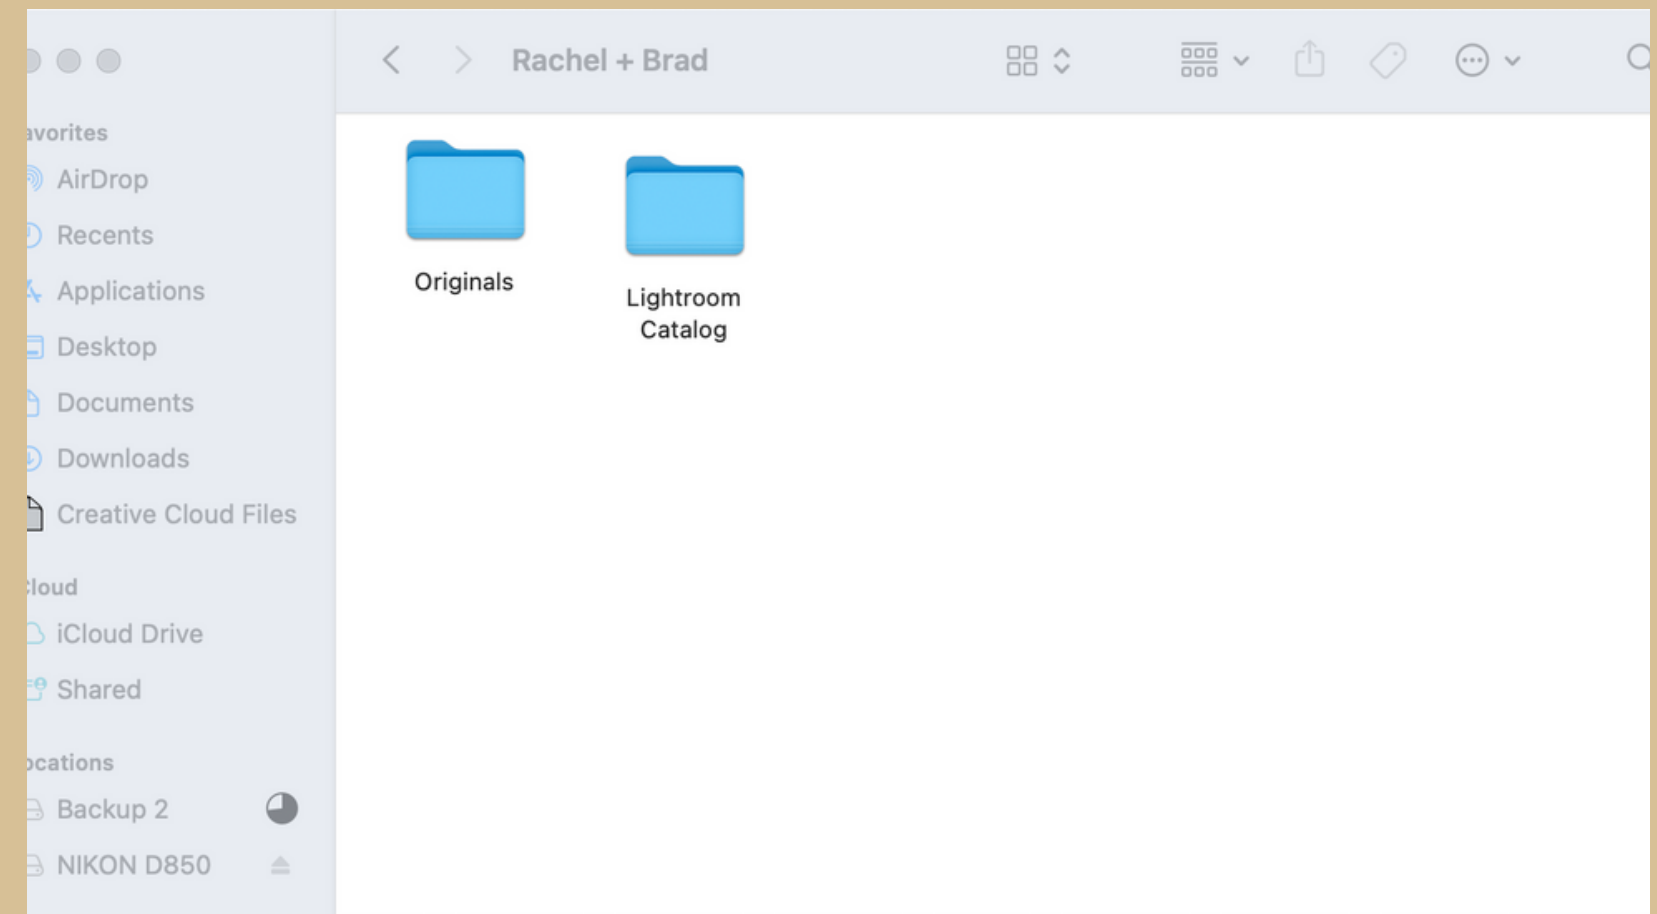 Rachel + Brad
avorites
AirDrop
Recents
Applications
Desktop
Documents
Downloads
Creative Cloud Files
Cloud
iCloud Drive
Shared
ocations
Backup 2
NIKON D850
Originals
Lightroom
Catalog